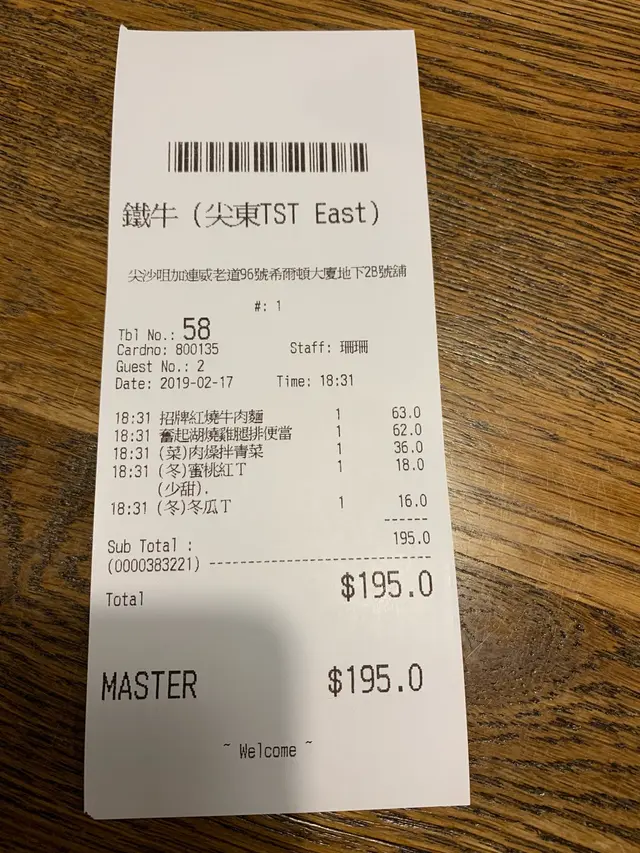 鐵牛 (尖東TST East)
尖沙咀加連威老道96號希爾頓大廈地下2B號舖
#: 1
Tbl No.: 58
Cardno: 800135 Staff: 珊珊
Guest No.: 2
Date: 2019-02-17 Time: 18:31
18:31 招牌紅燒牛肉麵 1 63.0
18:31 奮起湖燒雞腿排便當 1 62.0
18:31 (菜)肉燥拌青菜 1 36.0
18:31 (冬)蜜桃紅T 1 18.0
(少甜).
18:31 (冬)冬瓜T 1 16.0
------
Sub Total : 195.0
(0000383221) ------------------------------
Total $195.0
MASTER $195.0
~ Welcome ~